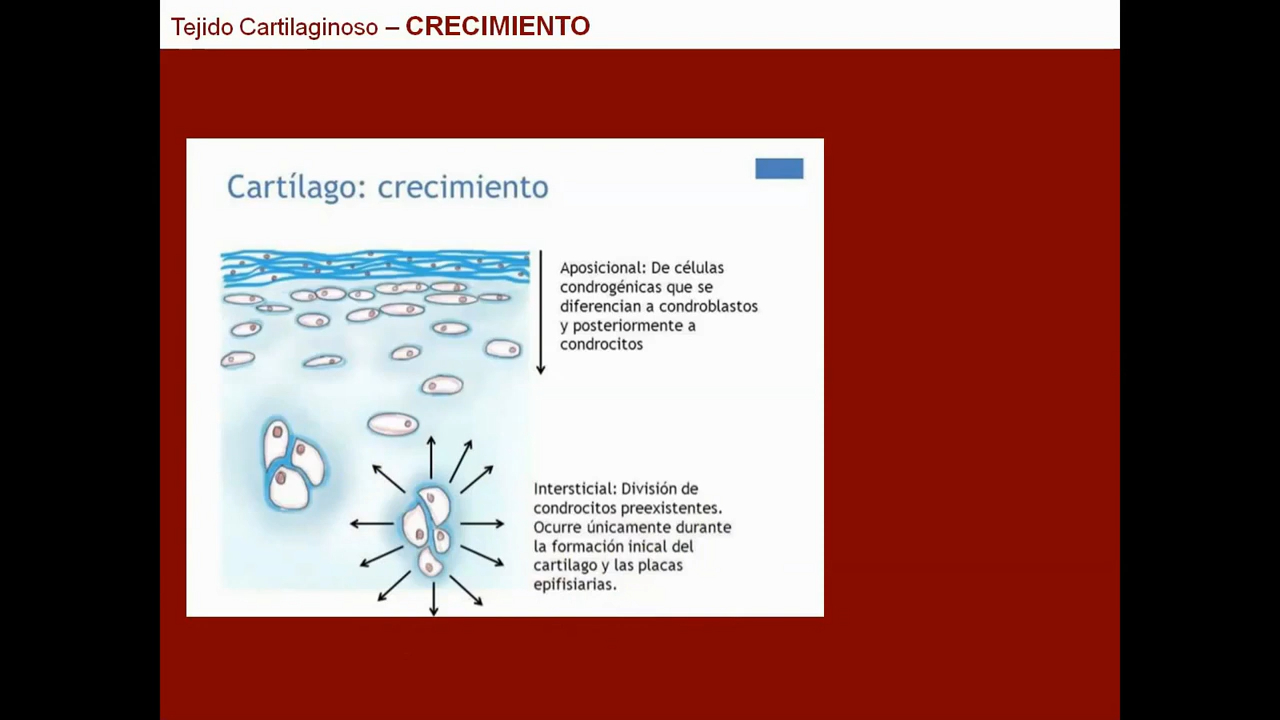 Tejido Cartilaginoso – CRECIMIENTO
Cartílago: crecimiento
Aposicional: De células
condrogénicas que se
diferencian a condroblastos
y posteriormente a
condrocitos
Intersticial: División de
condrocitos preexistentes.
Ocurre únicamente durante
la formación inical del
cartilago y las placas
epifisiarias.